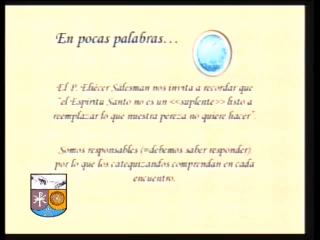 En pocas palabras…
El P. Eliécer Sálesman nos invita a recordar que
"el Espíritu Santo no es un <<suplente>> listo a
reemplazar lo que nuestra pereza no quiere hacer".
Somos responsables (=debemos saber responder)
por lo que los catequizandos comprendan en cada
encuentro.